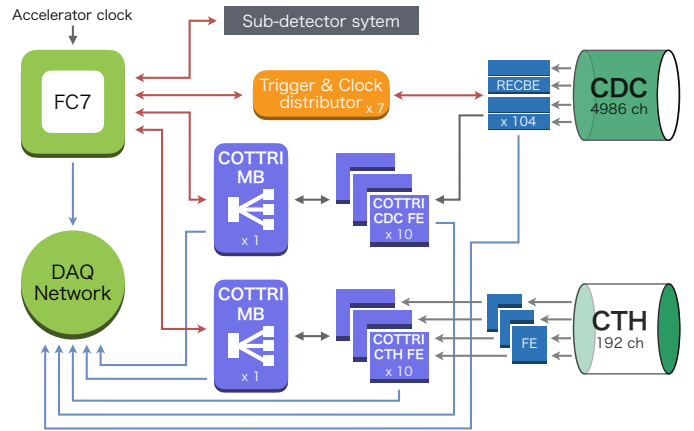 Accelerator clock
Sub-detector sytem
FC7
Trigger & Clock
distributor x 7
RECBE
x 104
CDC
4986 ch
COTTRI
MB
x 1
COTTRI
CDC FE
x 10
DAQ
Network
COTTRI
MB
x 1
COTTRI
CTH FE
x 10
FE
CTH
192 ch